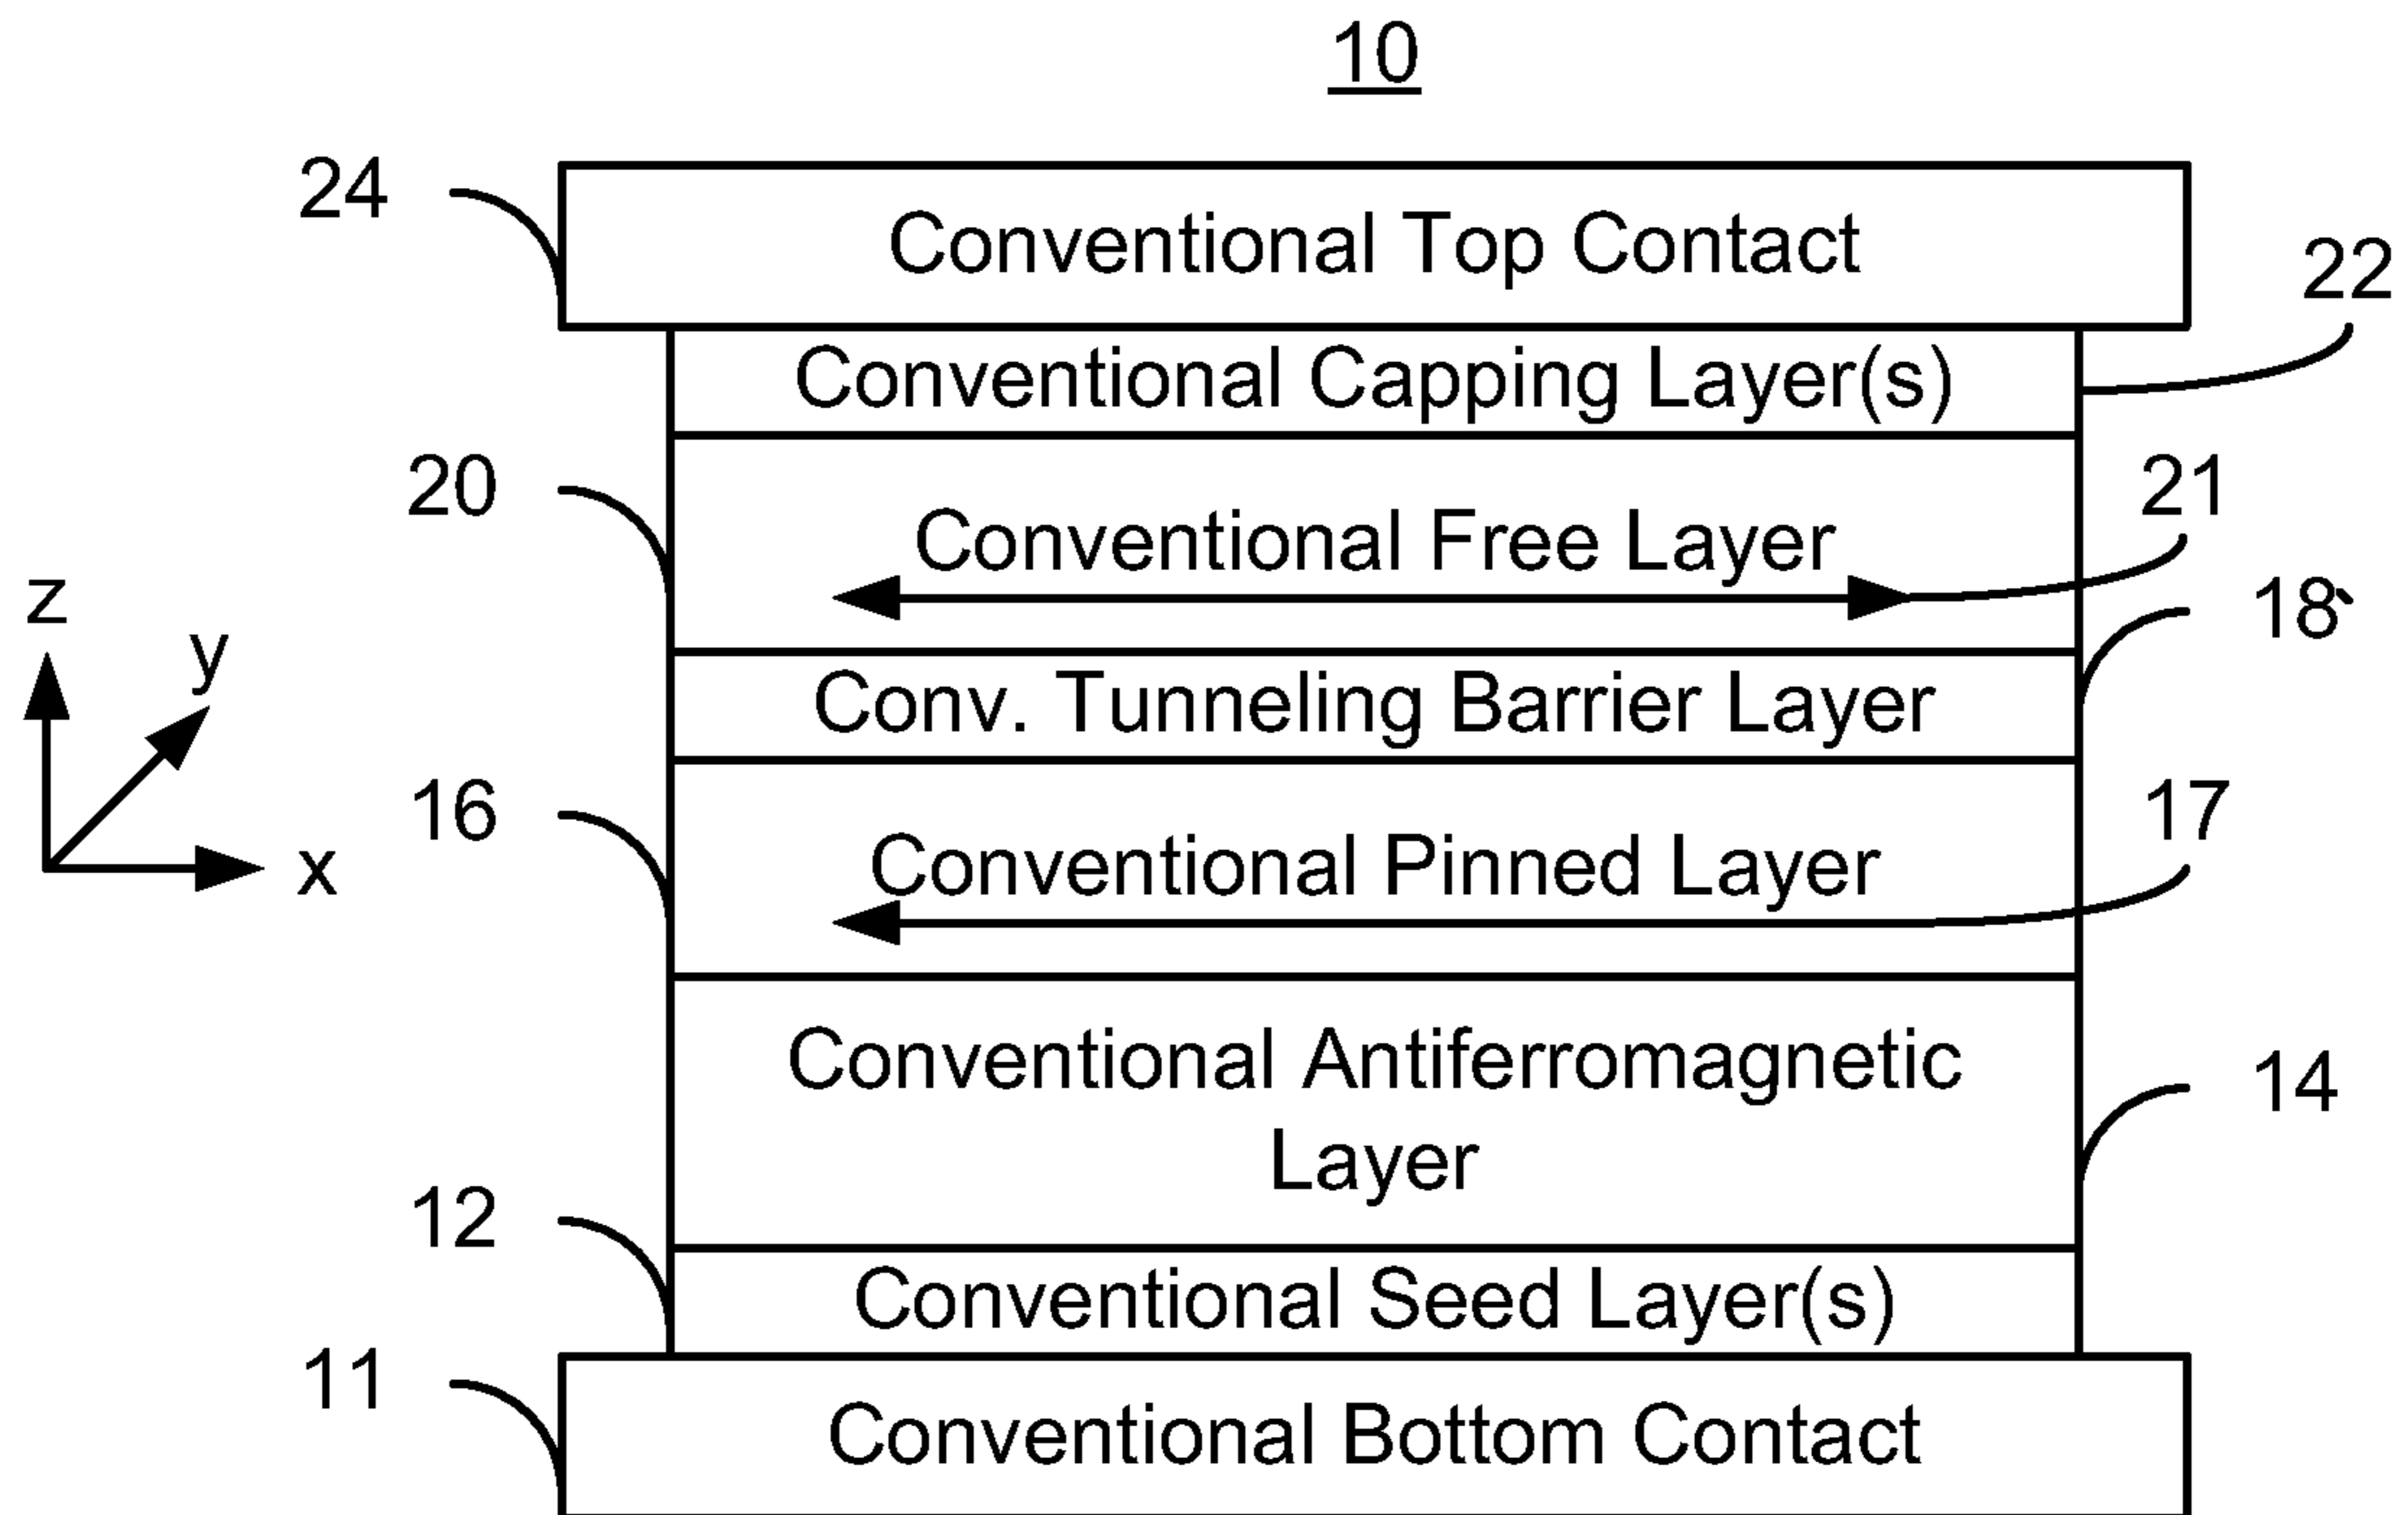 10
24
Conventional Top Contact
22
Conventional Capping Layer(s)
20
21
Conventional Free Layer
z
18`
y
Conv. Tunneling Barrier Layer
16
17
x
Conventional Pinned Layer
Conventional Antiferromagnetic
14
Layer
12
Conventional Seed Layer(s)
11
Conventional Bottom Contact